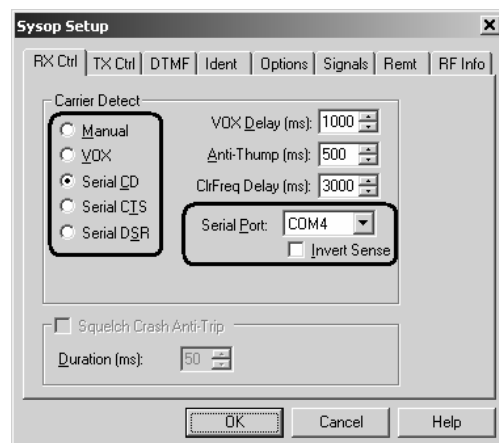 Sysop Setup
RX Ctrl TX Ctrl DTMF Ident Options Signals Remt RF Info
Carrier Detect
Manual
VOX
Serial CD
Serial CTS
Serial DSR
VOX Delay (ms): 1000
Anti-Thump (ms): 500
ClrFreq Delay (ms): 3000
Serial Port: COM4
Invert Sense
Squelch Crash Anti-Trip
Duration (ms): 50
OK Cancel Help